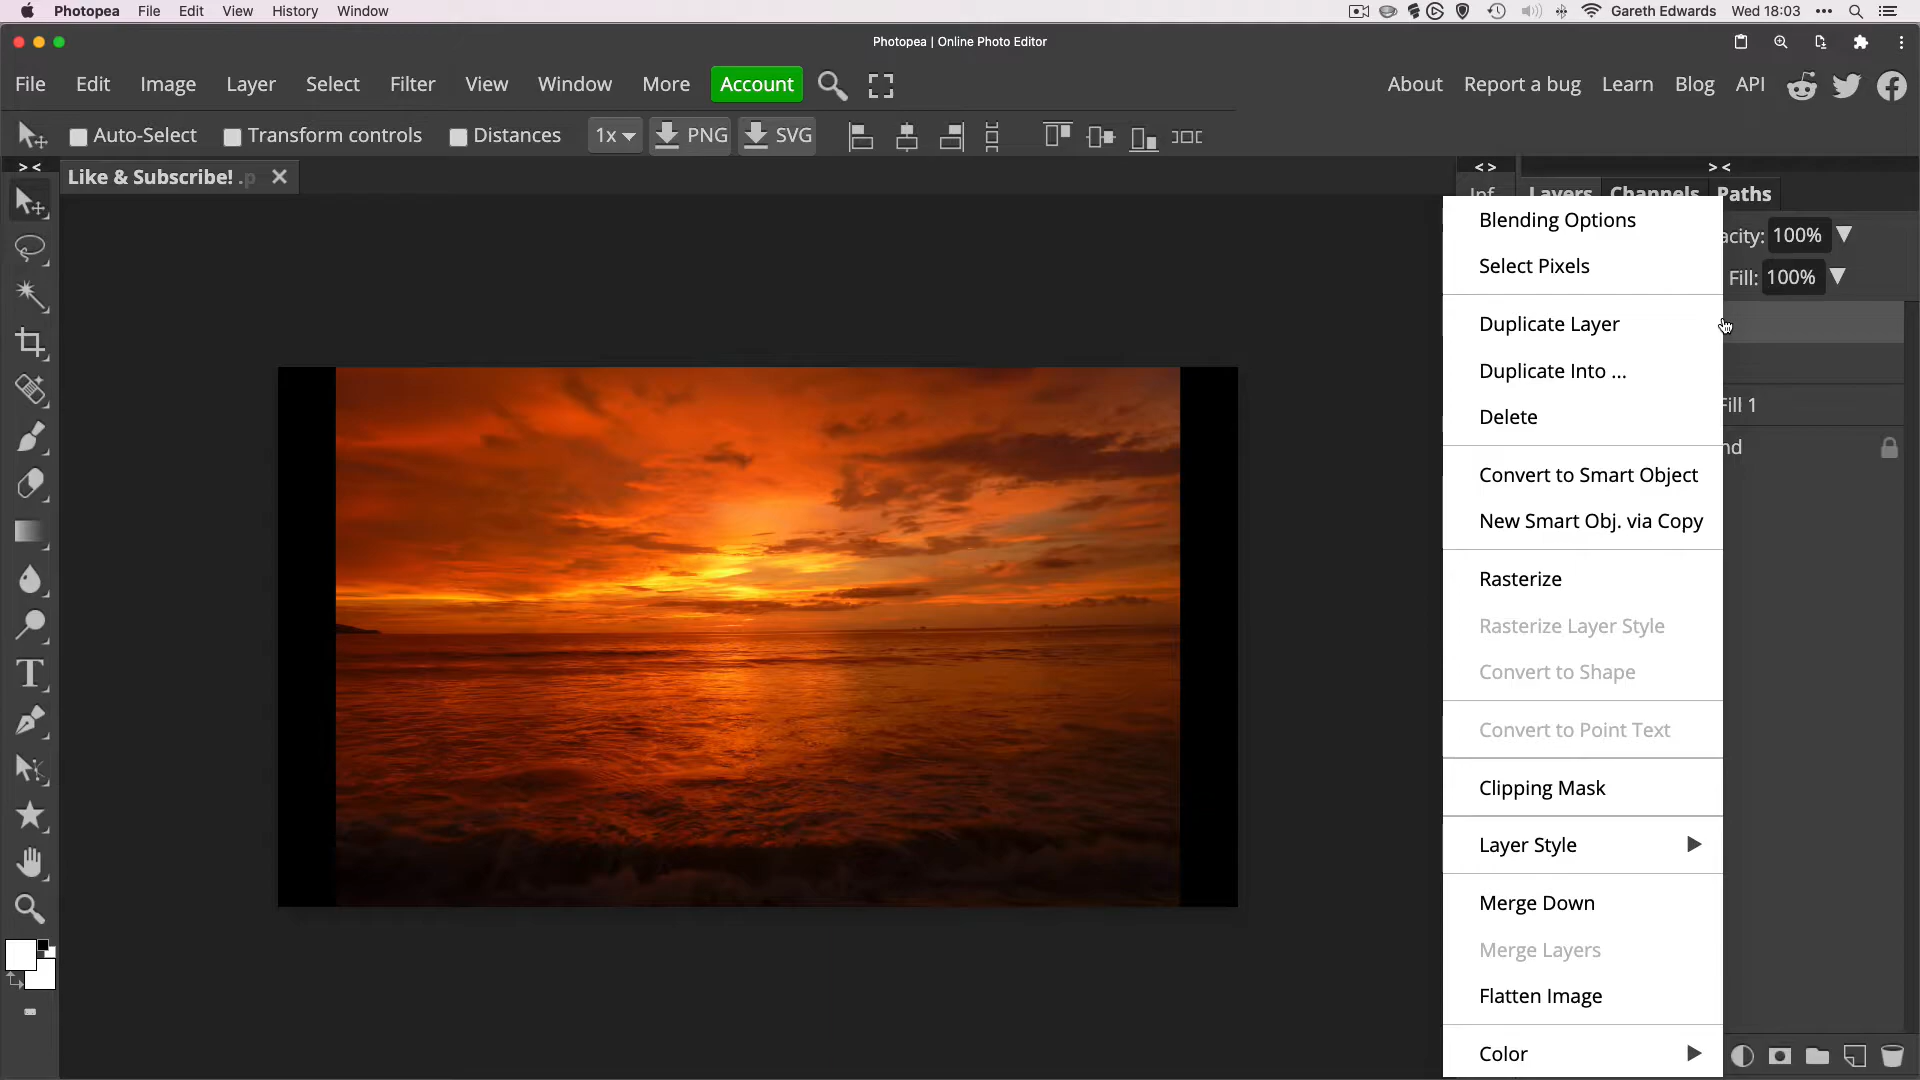 Photopea File Edit View History Window
Gareth Edwards Wed 18:03
Photopea | Online Photo Editor
File Edit Image Layer Select Filter View Window More Account
About Report a bug Learn Blog API
Auto-Select Transform controls Distances 1x PNG SVG
Like & Subscribe! .p
Inf Layers Channels Paths
Blending Options
acity: 100%
Select Pixels
Fill: 100%
Duplicate Layer
Duplicate Into ...
Fill 1
Delete
nd
Convert to Smart Object
New Smart Obj. via Copy
Rasterize
Rasterize Layer Style
Convert to Shape
Convert to Point Text
Clipping Mask
Layer Style
Merge Down
Merge Layers
Flatten Image
Color